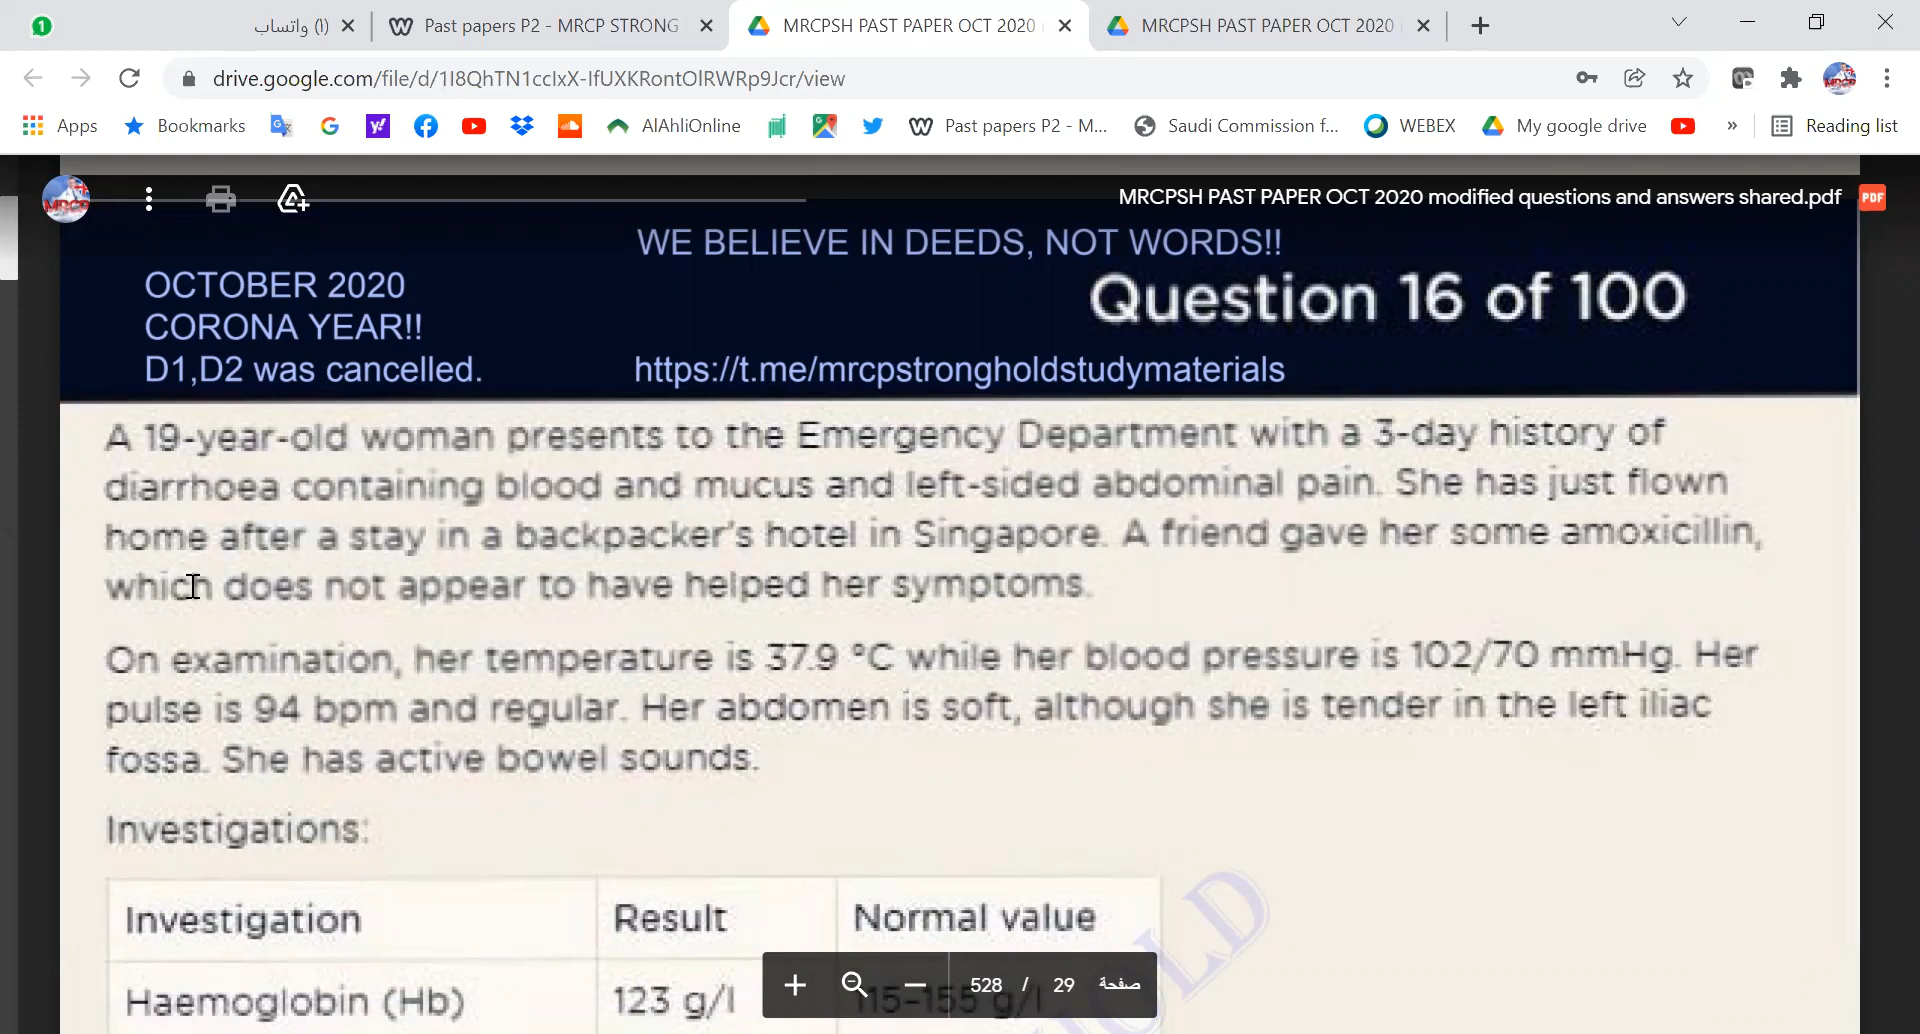 1
واتساب (1)
Past papers P2 - MRCP STRONG
MRCPSH PAST PAPER OCT 2020
MRCPSH PAST PAPER OCT 2020
drive.google.com/file/d/1I8QhTN1cclxX-IfUXKRontOlRWRp9Jcr/view
Apps
Bookmarks
AlAhliOnline
Past papers P2 - M...
Saudi Commission f...
WEBEX
My google drive
»
Reading list
MRCP
MRCPSH PAST PAPER OCT 2020 modified questions and answers shared.pdf
PDF
WE BELIEVE IN DEEDS, NOT WORDS!!
OCTOBER 2020
CORONA YEAR!!
D1,D2 was cancelled.
Question 16 of 100
https://t.me/mrcpstrongholdstudymaterials
A 19-year-old woman presents to the Emergency Department with a 3-day history of
diarrhoea containing blood and mucus and left-sided abdominal pain. She has just flown
home after a stay in a backpacker's hotel in Singapore. A friend gave her some amoxicillin,
which does not appear to have helped her symptoms.
On examination, her temperature is 37.9 °C while her blood pressure is 102/70 mmHg. Her
pulse is 94 bpm and regular. Her abdomen is soft, although she is tender in the left iliac
fossa. She has active bowel sounds.
Investigations:
Investigation Result Normal value
Haemoglobin (Hb) 123 g/l 115-155 g/l
528 / 29 صفحة
OLD